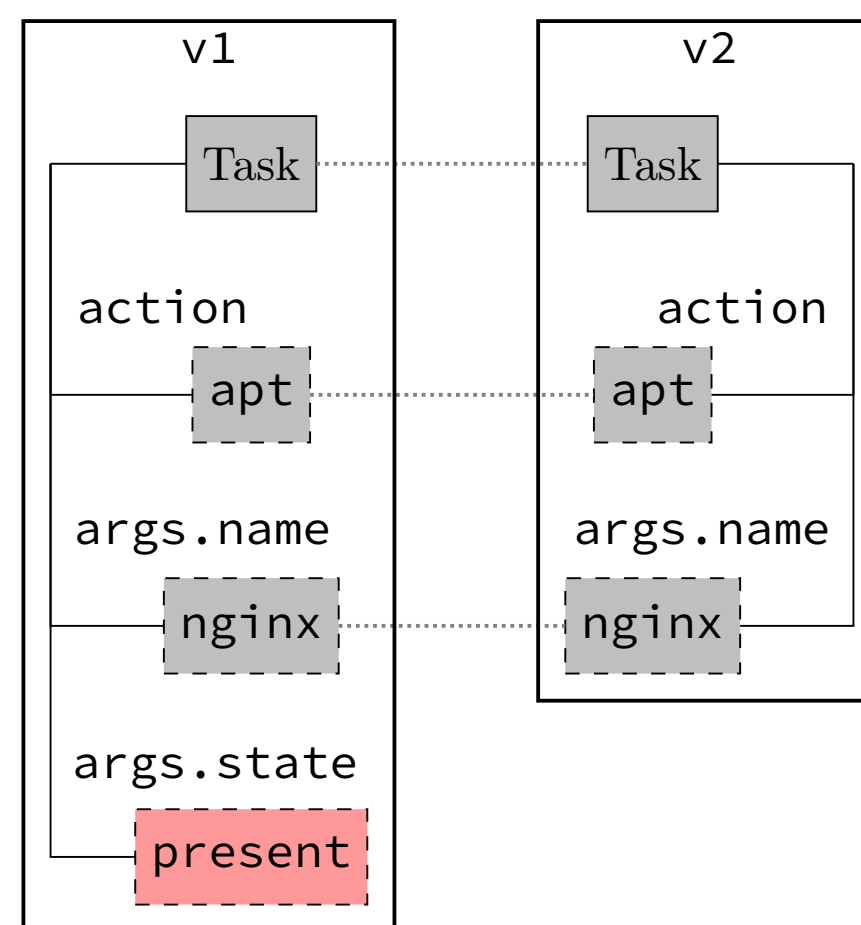 v1
Task
action
apt
args.name
nginx
args.state
present
v2
Task
action
apt
args.name
nginx